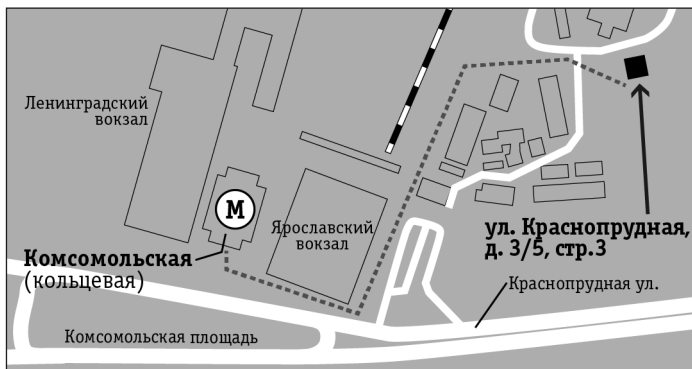 Ленинградский
вокзал
М
Ярославский
вокзал
Комсомольская
(кольцевая)
ул. Краснопрудная,
д. 3/5, стр.3
Краснопрудная ул.
Комсомольская площадь